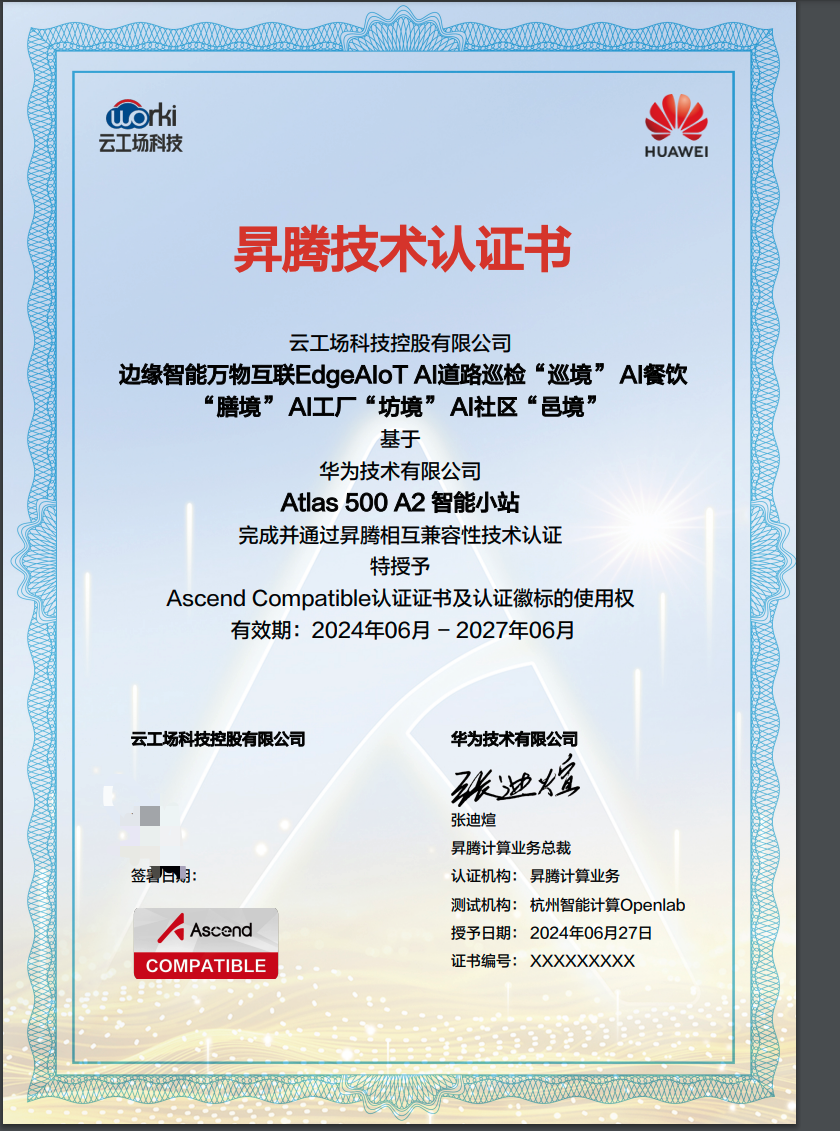 Worki
云工场科技
HUAWEI
昇腾技术认证书
云工场科技控股有限公司
边缘智能万物互联EdgeAIoT AI道路巡检“巡境” AI餐饮
“膳境” AI工厂“坊境” AI社区“邑境”
基于
华为技术有限公司
Atlas 500 A2 智能小站
完成并通过昇腾相互兼容性技术认证
特授予
Ascend Compatible认证证书及认证徽标的使用权
有效期：2024年06月 – 2027年06月
云工场科技控股有限公司
签署日期：
Ascend
COMPATIBLE
华为技术有限公司
张迪煊
张迪煊
昇腾计算业务总裁
认证机构： 昇腾计算业务
测试机构： 杭州智能计算Openlab
授予日期： 2024年06月27日
证书编号： XXXXXXXXX